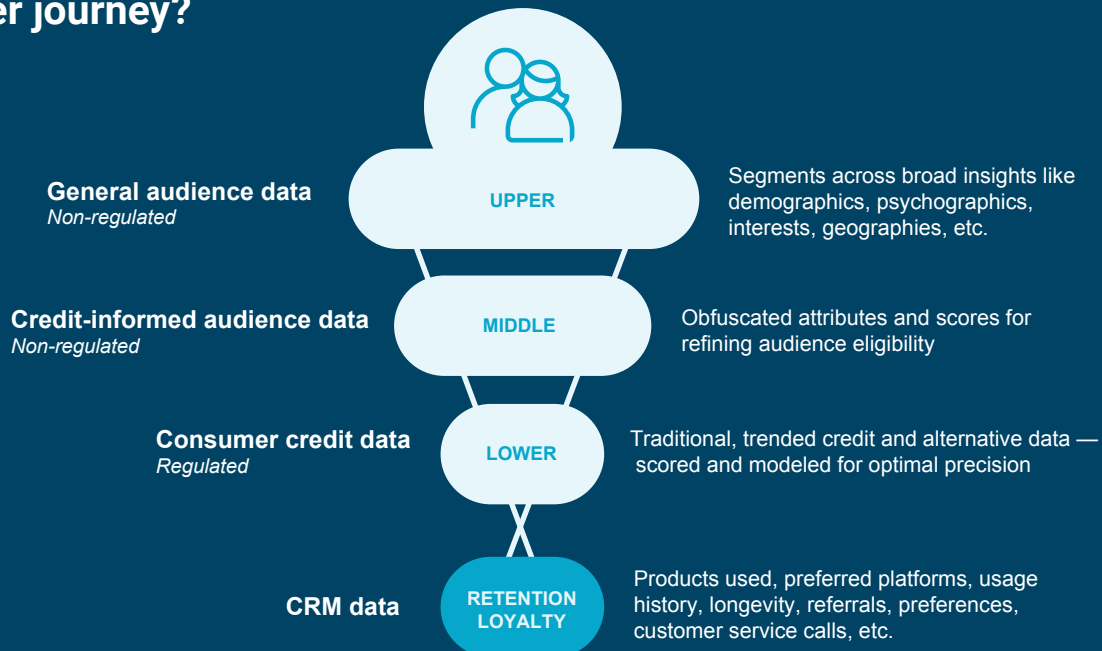 er journey?
General audience data
Non-regulated
UPPER
Segments across broad insights like
demographics, psychographics,
interests, geographies, etc.
Credit-informed audience data
Non-regulated
MIDDLE
Obfuscated attributes and scores for
refining audience eligibility
Consumer credit data
Regulated
LOWER
Traditional, trended credit and alternative data —
scored and modeled for optimal precision
CRM data
RETENTION
LOYALTY
Products used, preferred platforms, usage
history, longevity, referrals, preferences,
customer service calls, etc.